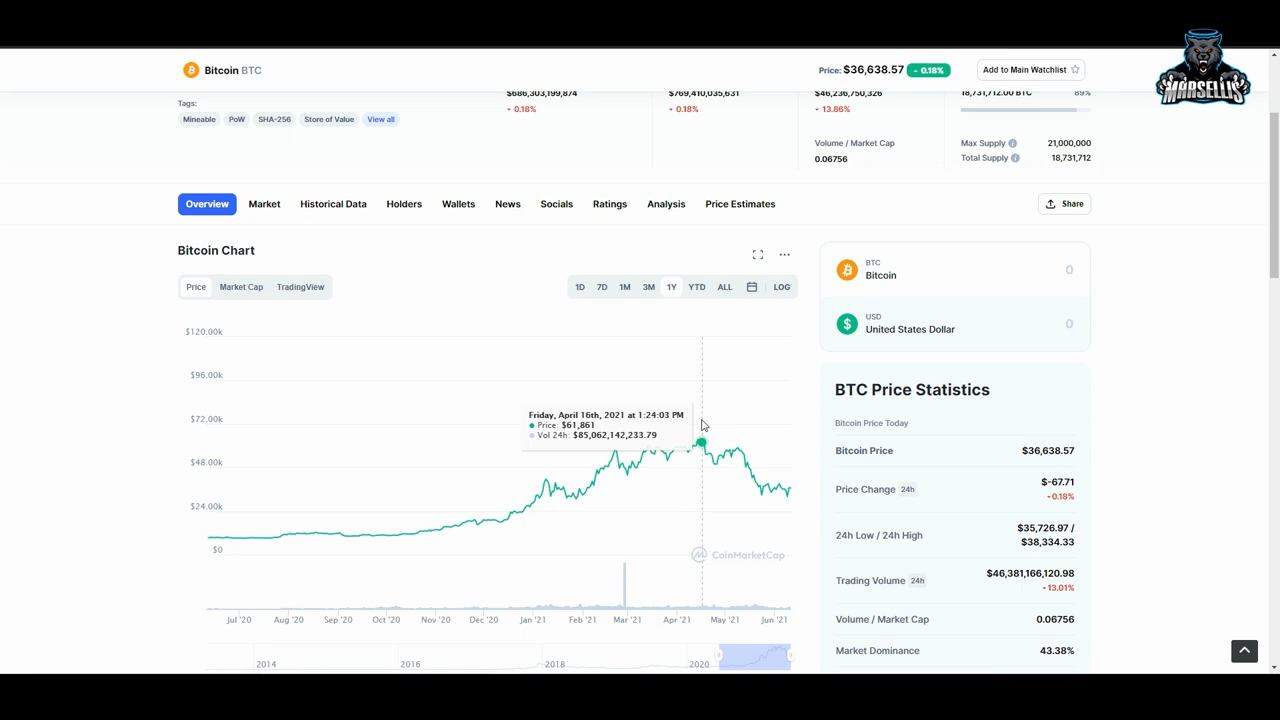 Bitcoin BTC
Price: $36,638.57 - 0.18%
Add to Main Watchlist
MARSELLIS
$686,303,199,874
$769,410,035,631
$46,236,750,326
18,731,712.00 BTC
89%
Tags:
0.18%
0.18%
13.86%
Mineable
PoW
SHA-256
Store of Value
View all
Volume / Market Cap
0.06756
Max Supply
21,000,000
Total Supply
18,731,712
Overview
Market
Historical Data
Holders
Wallets
News
Socials
Ratings
Analysis
Price Estimates
Share
Bitcoin Chart
Price
Market Cap
TradingView
1D
7D
1M
3M
1Y
YTD
ALL
LOG
$120.00k
$96.00k
$72.00k
$48.00k
$24.00k
$0
Friday, April 16th, 2021 at 1:24:03 PM
Price: $61,861
Vol 24h: $85,062,142,233.79
CoinMarketCap
Jul '20
Aug '20
Sep '20
Oct '20
Nov '20
Dec '20
Jan '21
Feb '21
Mar '21
Apr '21
May '21
Jun '21
2014
2016
2018
2020
BTC
Bitcoin
0
USD
United States Dollar
0
BTC Price Statistics
Bitcoin Price Today
Bitcoin Price
$36,638.57
Price Change 24h
$-67.71
0.18%
24h Low / 24h High
$35,726.97 /
$38,334.33
Trading Volume 24h
$46,381,166,120.98
13.01%
Volume / Market Cap
0.06756
Market Dominance
43.38%